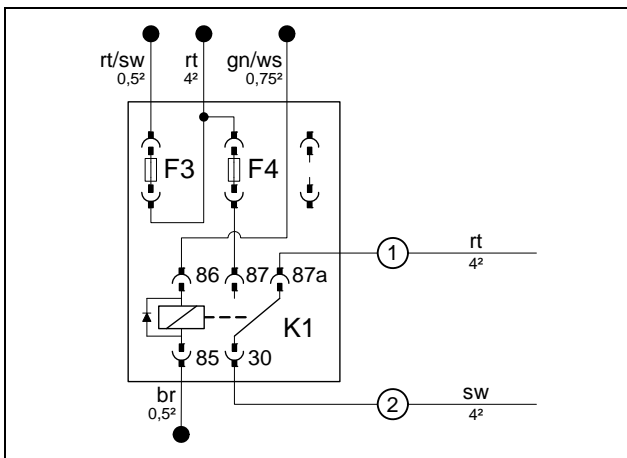 rt/sw rt gn/ws
0,5² 4² 0,75²
F3 F4
1 rt
4²
86 87 87a
K1
85 30
br
0,5²
2 sw
4²